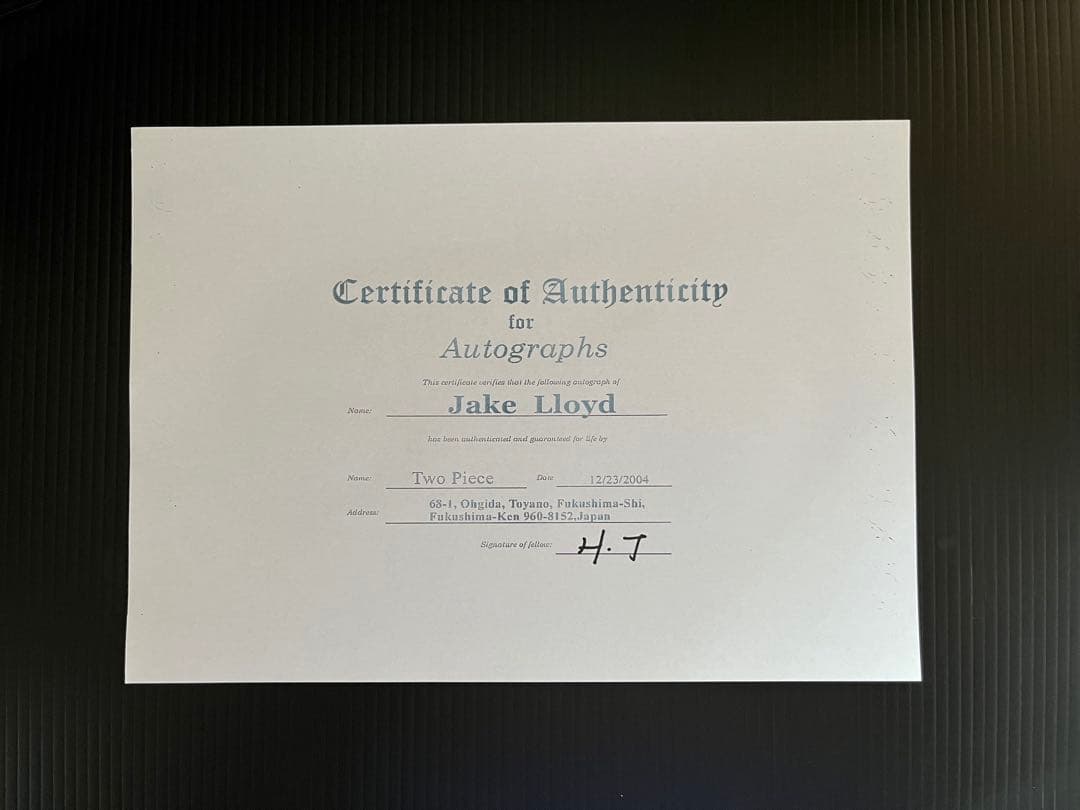 Certificate of Authenticity
for
Autographs
This certificate verifies that the following autograph of
Name: Jake Lloyd
has been authenticated and guaranteed for life by
Name: Two Piece Date 12/23/2004
Address: 68-1, Ohgida, Toyano, Fukushima-Shi,
Fukushima-Ken 960-8152,Japan
Signature of fellow: H. J